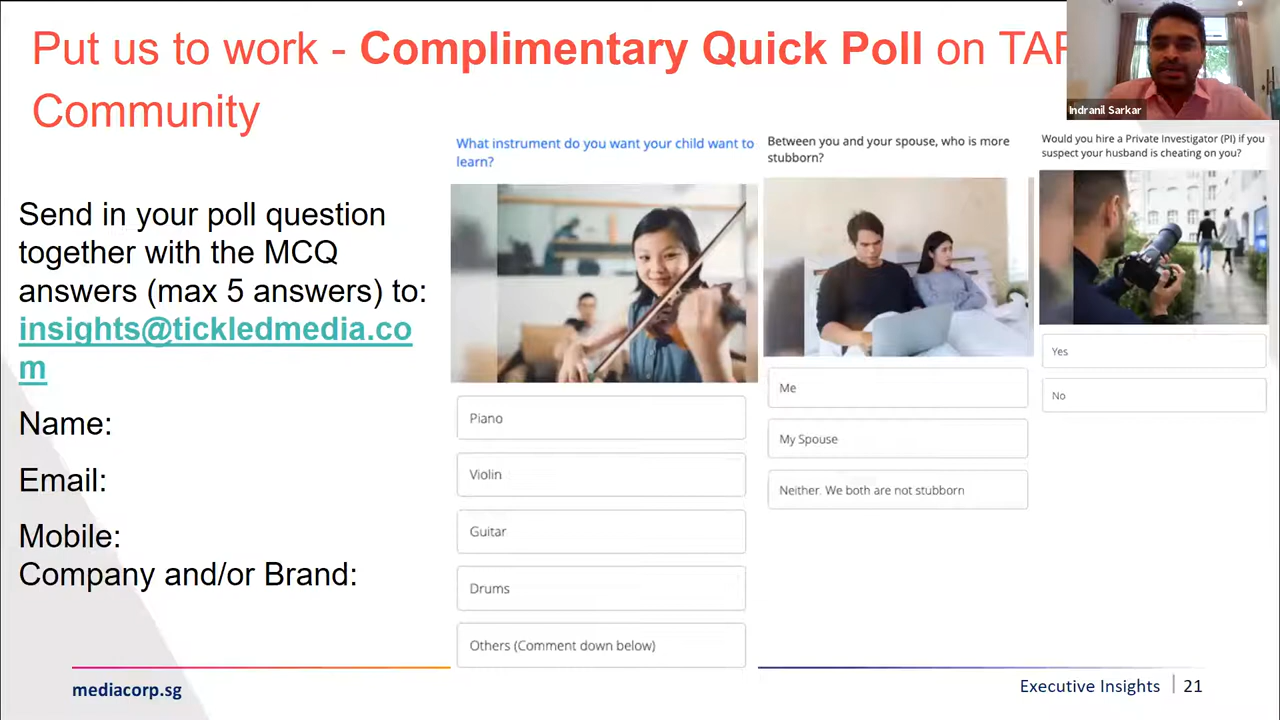 Put us to work - Complimentary Quick Poll on TAP
Community
Indranil Sarkar
Send in your poll question
together with the MCQ
answers (max 5 answers) to:
insights@tickledmedia.co
m
Name:
Email:
Mobile:
Company and/or Brand:
What instrument do you want your child want to
learn?
Piano
Violin
Guitar
Drums
Others (Comment down below)
Between you and your spouse, who is more
stubborn?
Me
My Spouse
Neither. We both are not stubborn
Would you hire a Private Investigator (PI) if you
suspect your husband is cheating on you?
Yes
No
mediacorp.sg
Executive Insights | 21